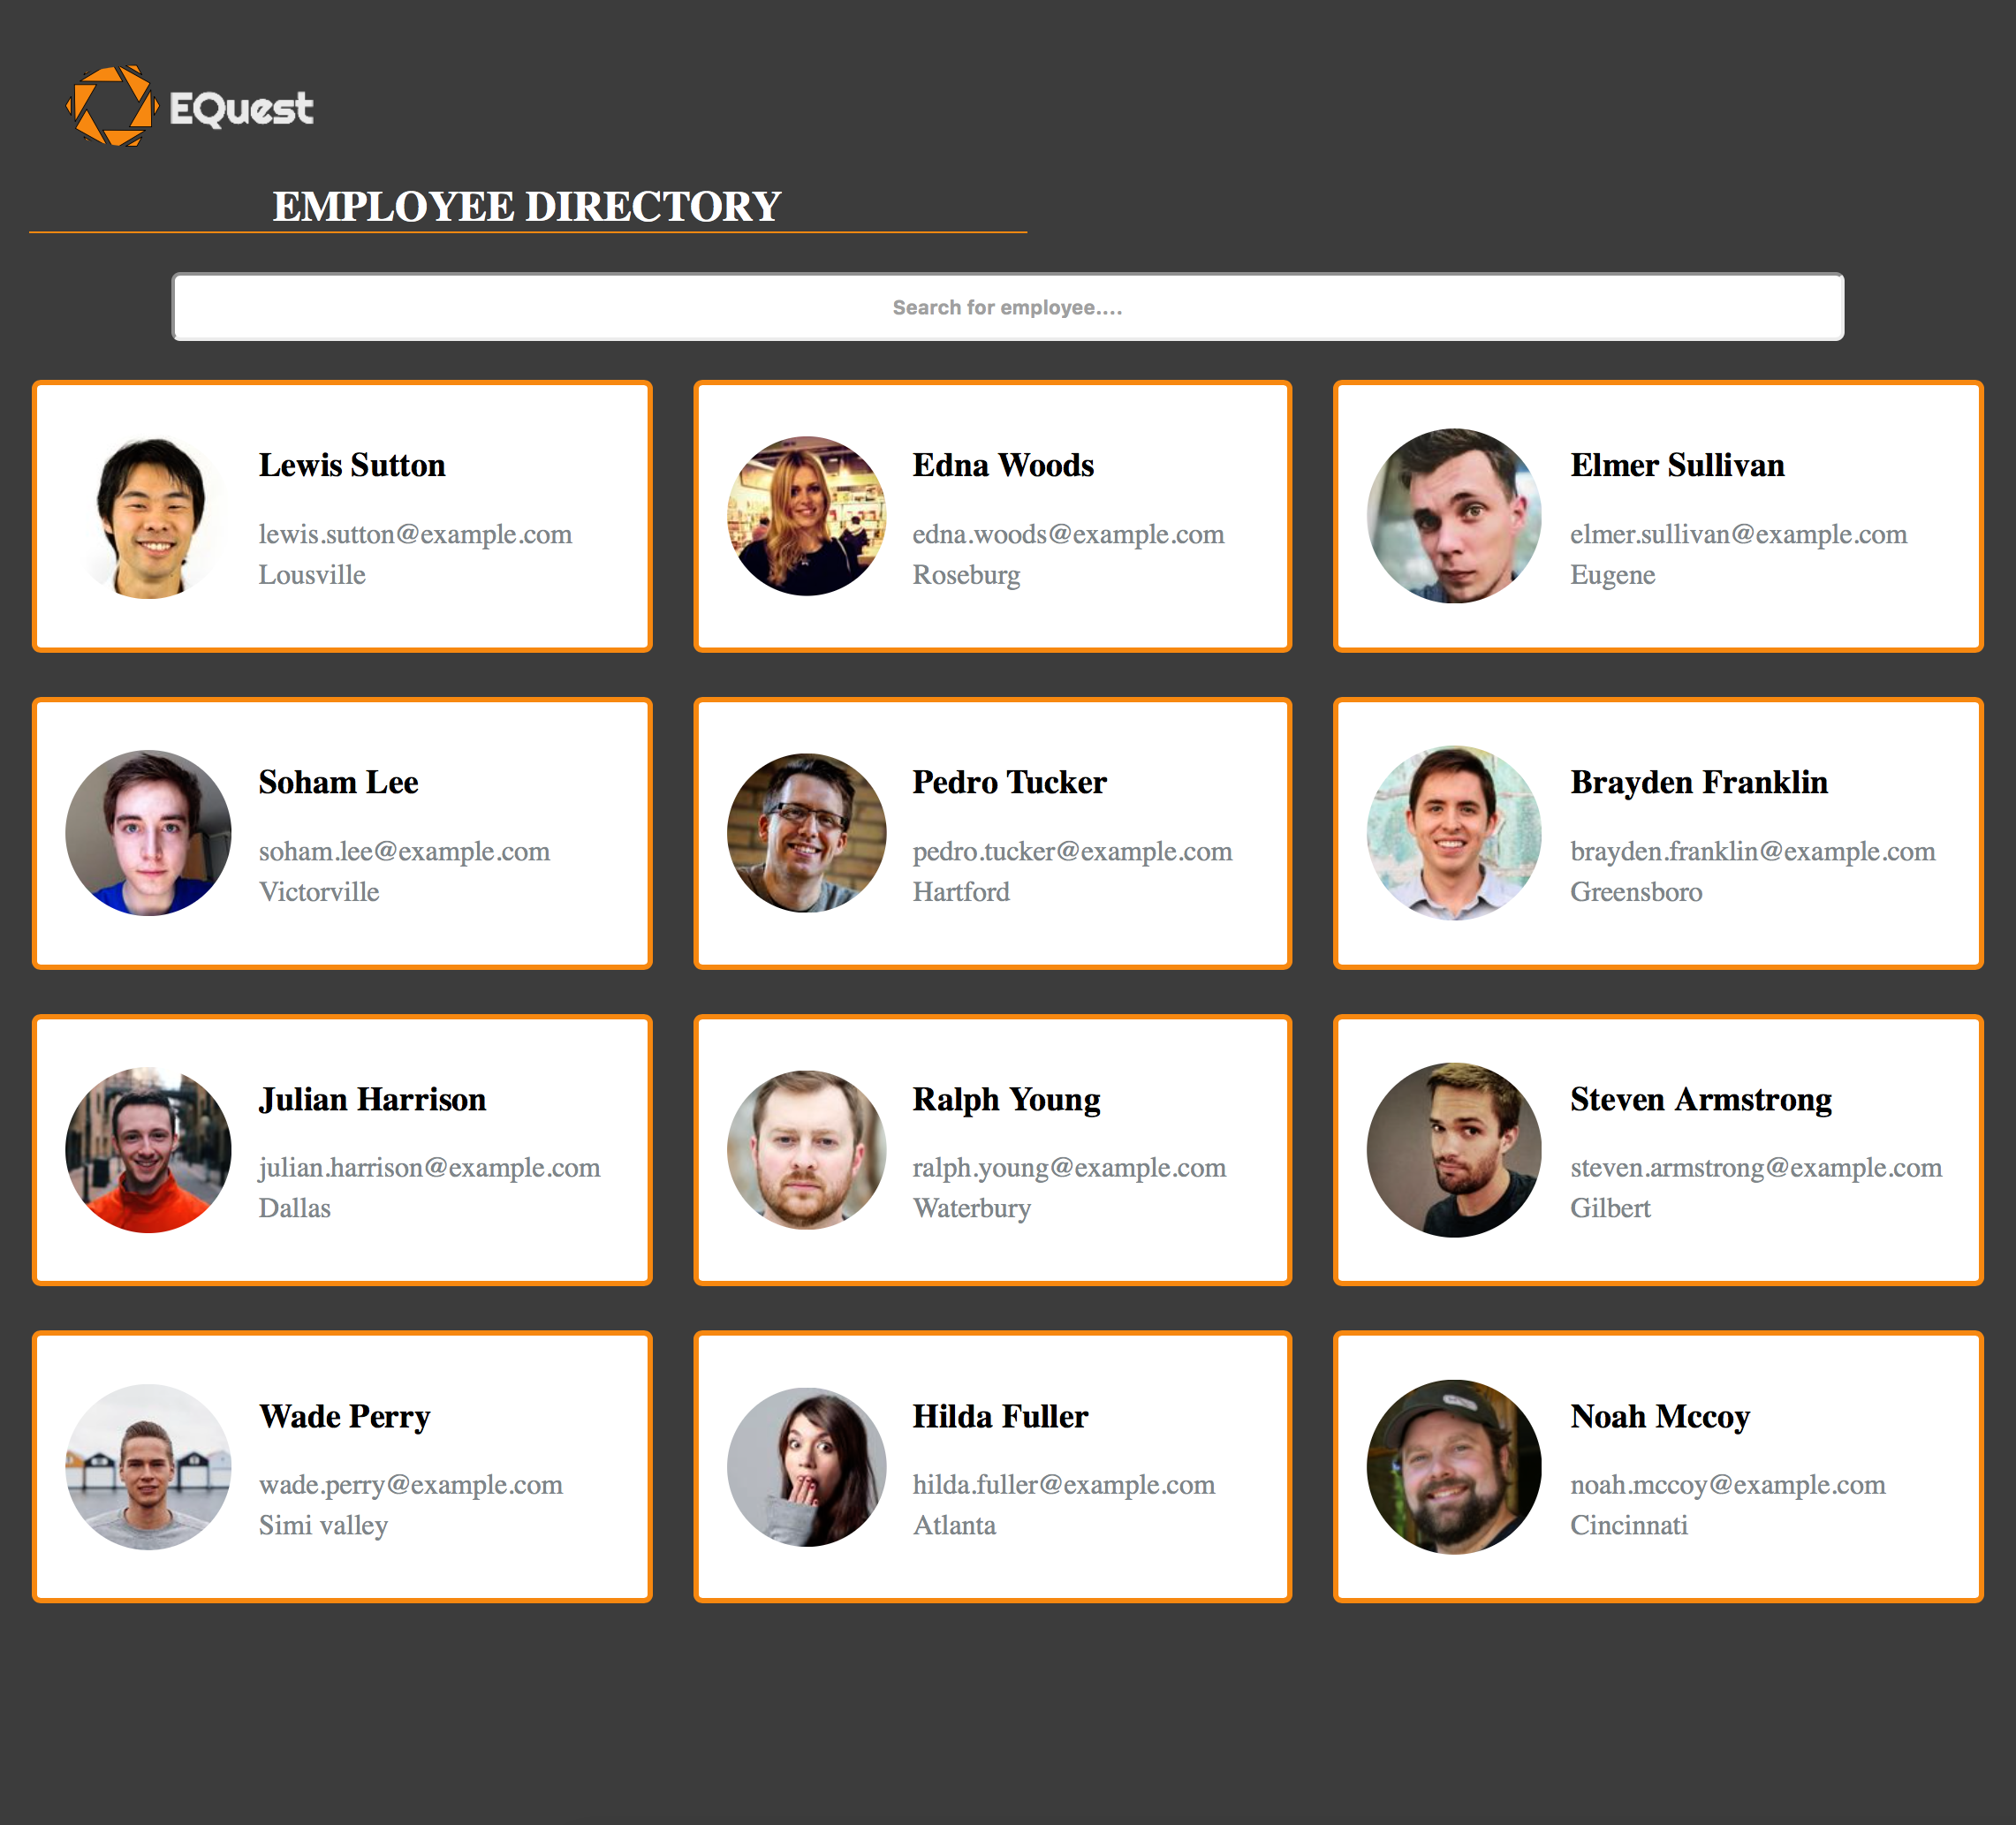 EQuest
EMPLOYEE DIRECTORY
Search for employee....
Lewis Sutton
lewis.sutton@example.com
Lousville
Edna Woods
edna.woods@example.com
Roseburg
Elmer Sullivan
elmer.sullivan@example.com
Eugene
Soham Lee
soham.lee@example.com
Victorville
Pedro Tucker
pedro.tucker@example.com
Hartford
Brayden Franklin
brayden.franklin@example.com
Greensboro
Julian Harrison
julian.harrison@example.com
Dallas
Ralph Young
ralph.young@example.com
Waterbury
Steven Armstrong
steven.armstrong@example.com
Gilbert
Wade Perry
wade.perry@example.com
Simi valley
Hilda Fuller
hilda.fuller@example.com
Atlanta
Noah Mccoy
noah.mccoy@example.com
Cincinnati